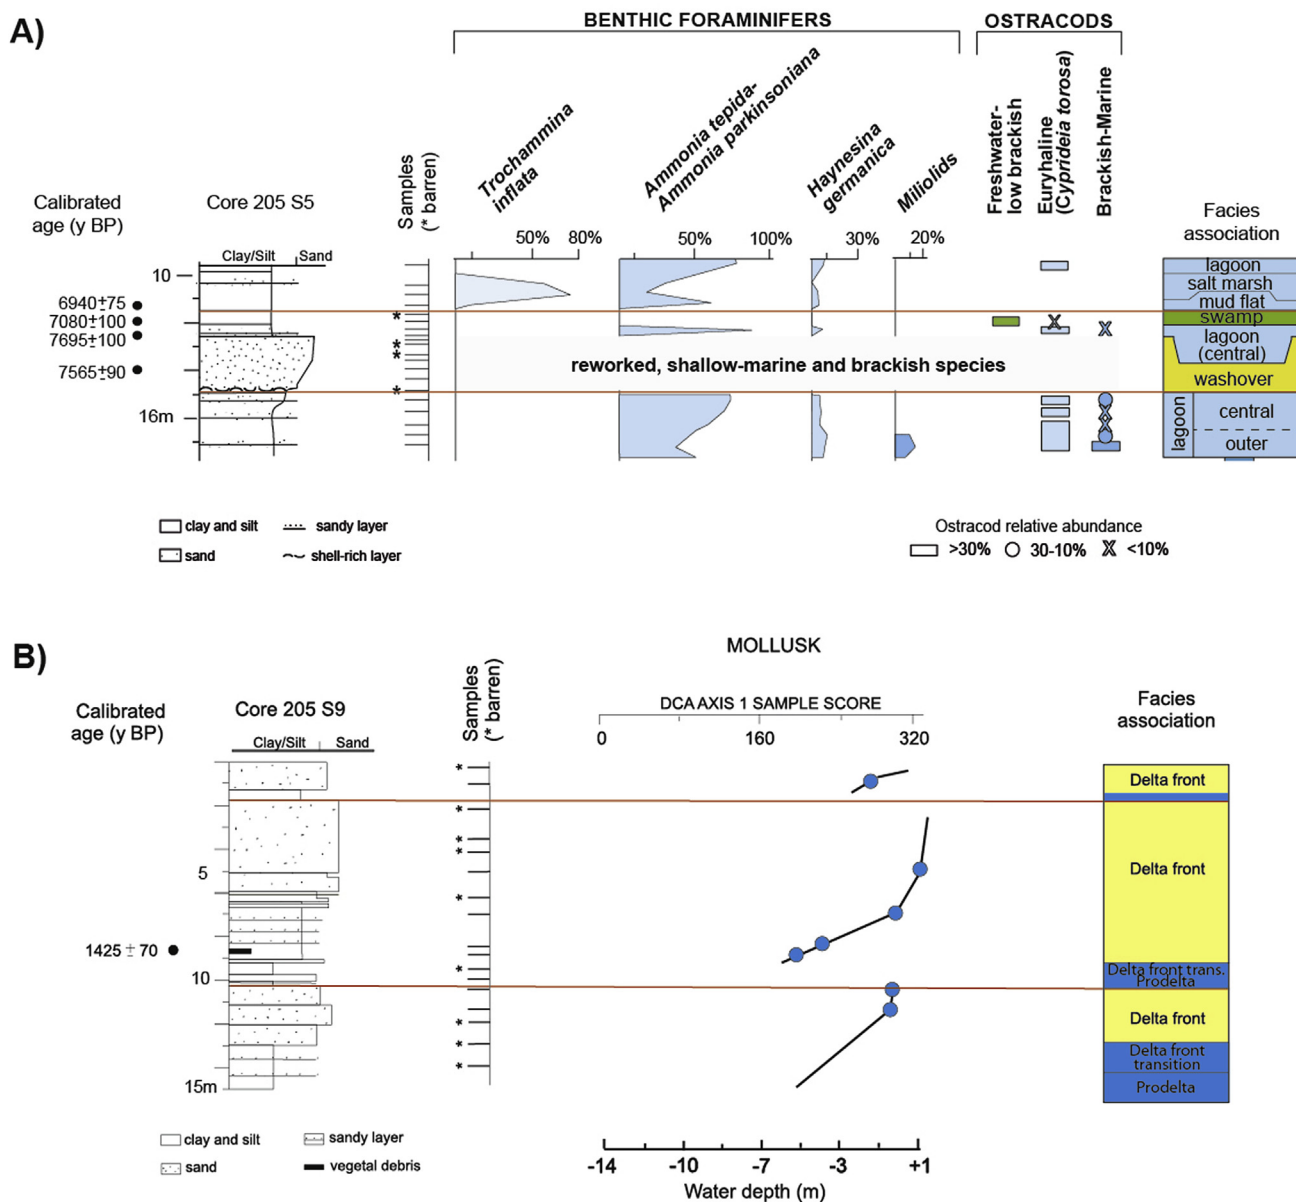 A)
BENTHIC FORAMINIFERS
OSTRACODS
Calibrated
age (y BP)
Core 205 S5
Samples
(* barren)
Trochammina
inflata
Ammonia tepida-
Ammonia parkinsoniana
Haynesina
germanica
Miliolids
Freshwater-
low brackish
Euryhaline
(Cyprideia torosa)
Brackish-Marine
Facies
association
Clay/Silt Sand
50% 80%
50% 100%
30%
20%
10
lagoon
salt marsh
6940±75
mud flat
7080±100
*
X
swamp
7695±100
X
lagoon
(central)
*
*
7565±90
reworked, shallow-marine and brackish species
washover
*
16m
X
X
lagoon
central
outer
clay and silt
sandy layer
sand
shell-rich layer
Ostracod relative abundance
>30% 30-10% X <10%
B)
MOLLUSK
Calibrated
age (y BP)
Core 205 S9
Samples
(* barren)
DCA AXIS 1 SAMPLE SCORE
Facies
association
Clay/Silt Sand
0 160 320
*
Delta front
*
*
*
5
Delta front
*
1425 ± 70
*
Delta front trans.
10
Prodelta
*
Delta front
*
Delta front
transition
*
15m
Prodelta
clay and silt
sandy layer
sand
vegetal debris
-14 -10 -7 -3 +1
Water depth (m)